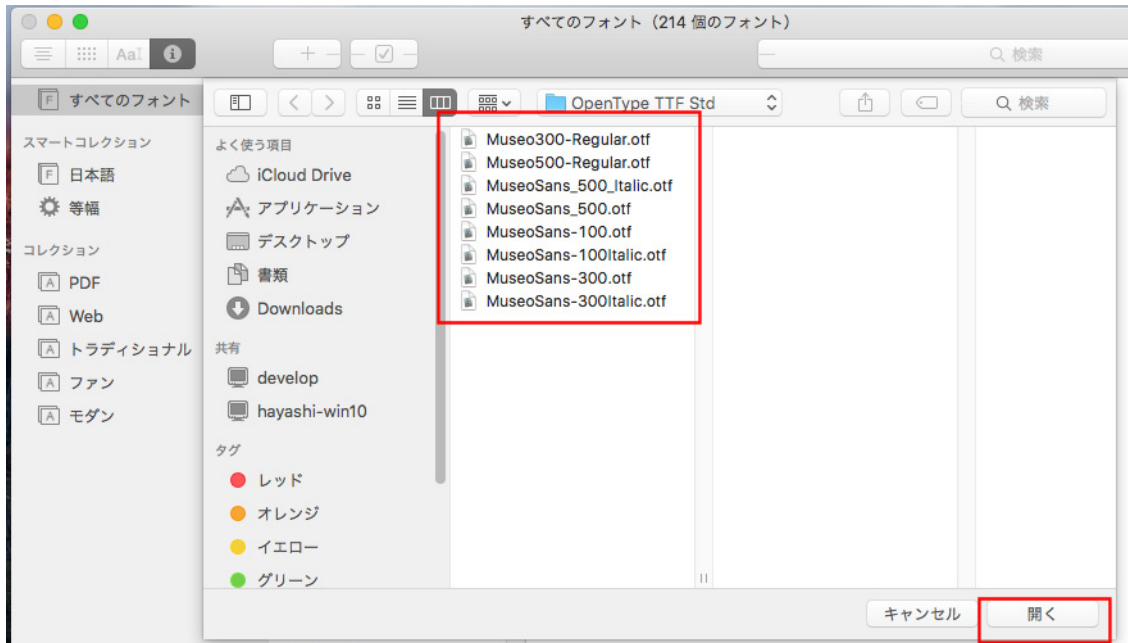 すべてのフォント（214 個のフォント）
検索
すべてのフォント
スマートコレクション
日本語
等幅
コレクション
PDF
Web
トラディショナル
ファン
モダン
OpenType TTF Std
検索
よく使う項目
iCloud Drive
アプリケーション
デスクトップ
書類
Downloads
共有
develop
hayashi-win10
タグ
レッド
オレンジ
イエロー
グリーン
Museo300-Regular.otf
Museo500-Regular.otf
MuseoSans_500_Italic.otf
MuseoSans_500.otf
MuseoSans-100.otf
MuseoSans-100Italic.otf
MuseoSans-300.otf
MuseoSans-300Italic.otf
キャンセル
開く